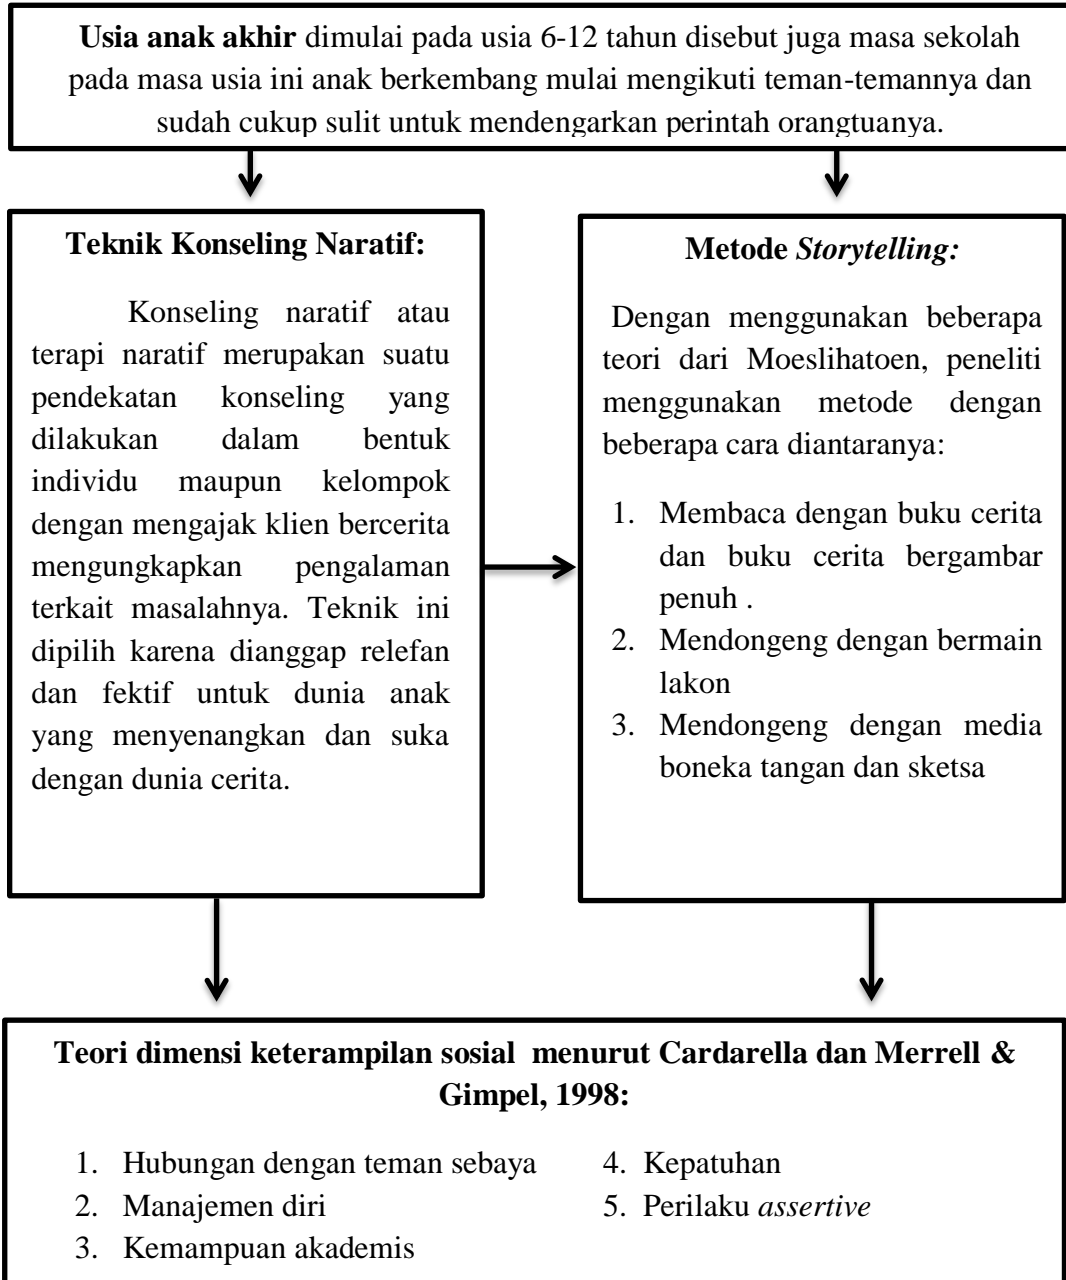 Usia anak akhir dimulai pada usia 6-12 tahun disebut juga masa sekolah
pada masa usia ini anak berkembang mulai mengikuti teman-temannya dan
sudah cukup sulit untuk mendengarkan perintah orangtuanya.
Teknik Konseling Naratif:
Konseling naratif atau
terapi naratif merupakan suatu
pendekatan konseling yang
dilakukan dalam bentuk
individu maupun kelompok
dengan mengajak klien bercerita
mengungkapkan pengalaman
terkait masalahnya. Teknik ini
dipilih karena dianggap relefan
dan fektif untuk dunia anak
yang menyenangkan dan suka
dengan dunia cerita.
Metode Storytelling:
Dengan menggunakan beberapa
teori dari Moeslihatoen, peneliti
menggunakan metode dengan
beberapa cara diantaranya:
1. Membaca dengan buku cerita
dan buku cerita bergambar
penuh .
2. Mendongeng dengan bermain
lakon
3. Mendongeng dengan media
boneka tangan dan sketsa
Teori dimensi keterampilan sosial menurut Cardarella dan Merrell &
Gimpel, 1998:
1. Hubungan dengan teman sebaya
2. Manajemen diri
3. Kemampuan akademis
4. Kepatuhan
5. Perilaku assertive